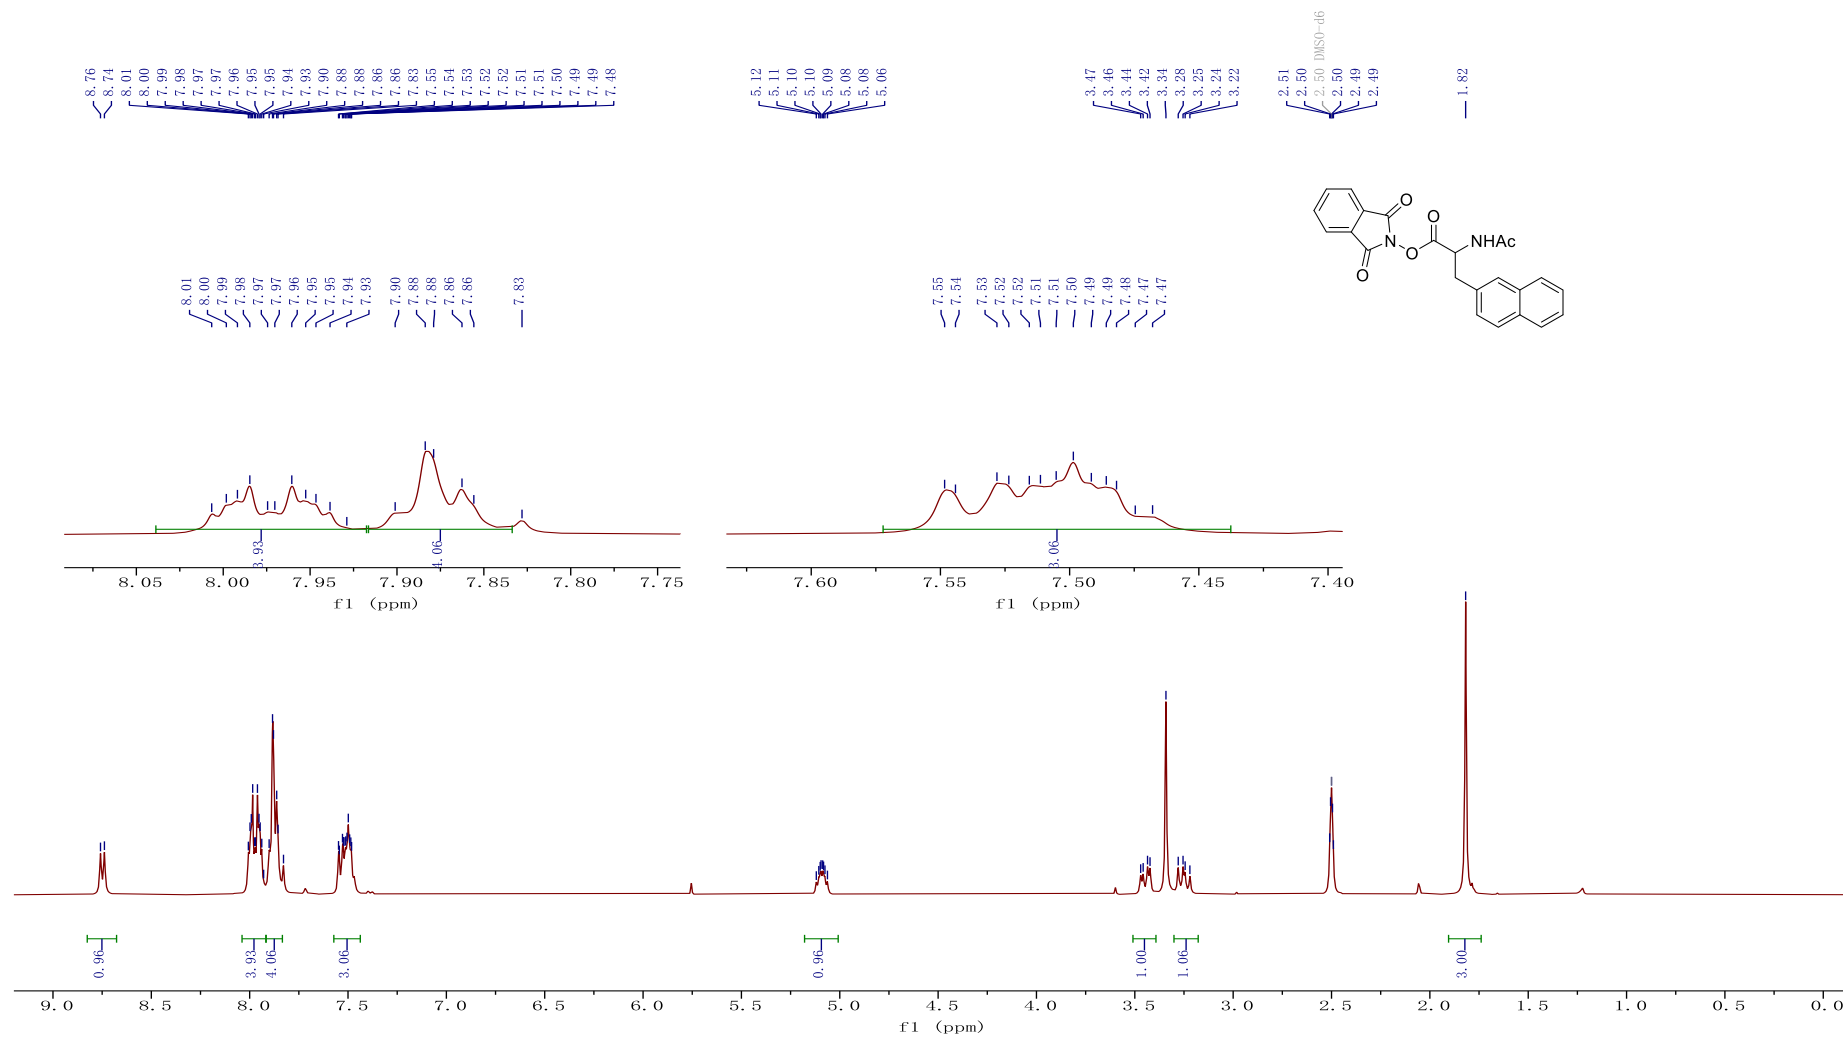 8.76 8.74 8.01 8.00 7.99 7.98 7.97 7.97 7.96 7.95 7.95 7.94 7.93 7.90 7.88 7.88 7.86 7.86 7.83 7.55 7.54 7.53 7.52 7.52 7.51 7.51 7.50 7.49 7.49 7.48
5.12 5.11 5.10 5.10 5.09 5.08 5.08 5.06
3.47 3.46 3.44 3.42 3.34 3.28 3.25 3.24 3.22
2.51 2.50 2.50 DMSO-d6 2.50 2.49 2.49
1.82
O
O
N
O
O
NHAc
8.01 8.00 7.99 7.98 7.97 7.97 7.96 7.95 7.95 7.94 7.93 7.90 7.88 7.88 7.86 7.86 7.83
7.55 7.54 7.53 7.52 7.52 7.51 7.51 7.50 7.49 7.49 7.48 7.47 7.47
3.93 4.06
8.05 8.00 7.95 7.90 7.85 7.80 7.75
f1 (ppm)
3.06
7.60 7.55 7.50 7.45 7.40
f1 (ppm)
0.96 3.93 4.06 3.06 0.96 1.00 1.06 3.00
9.0 8.5 8.0 7.5 7.0 6.5 6.0 5.5 5.0 4.5 4.0 3.5 3.0 2.5 2.0 1.5 1.0 0.5 0.0
f1 (ppm)